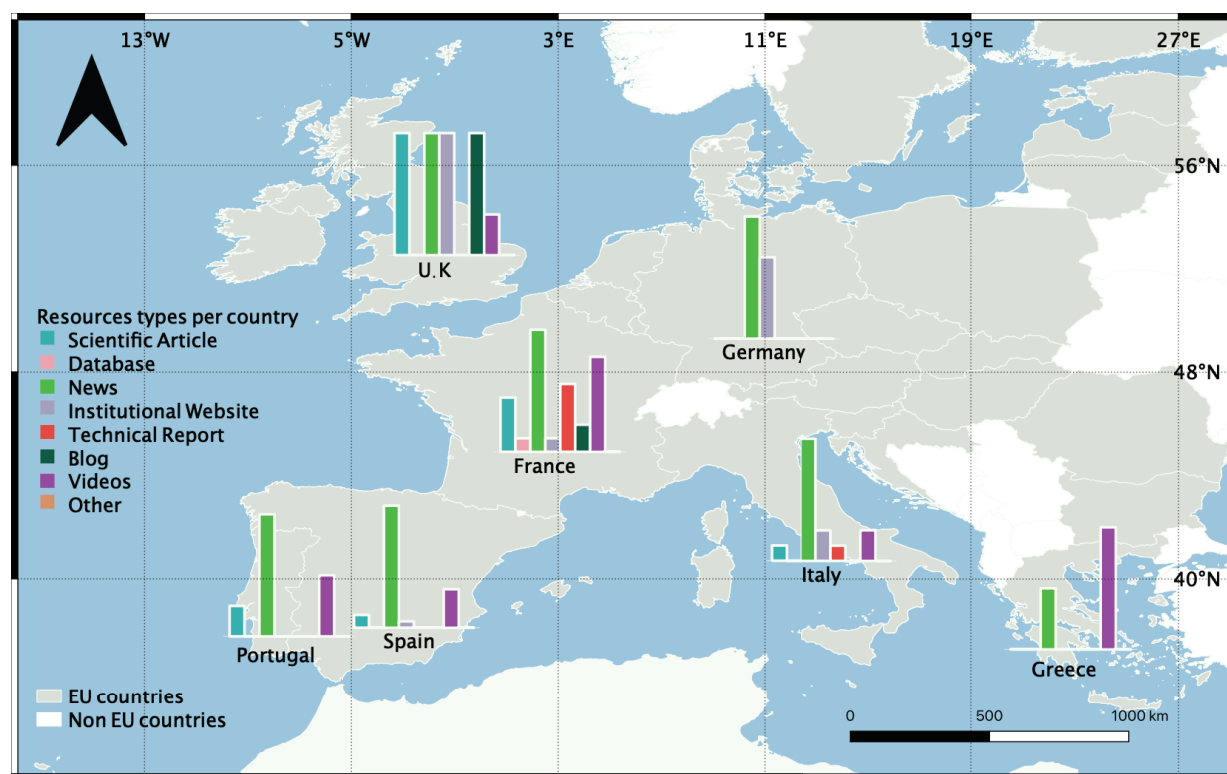 13°W 5°W 3°E 11°E 19°E 27°E
56°N
U.K
Resources types per country
Scientific Article
Database
News
Institutional Website
Technical Report
Blog
Videos
Other
Germany
48°N
France
Italy
40°N
Portugal
Spain
Greece
EU countries
Non EU countries
0 500 1000 km